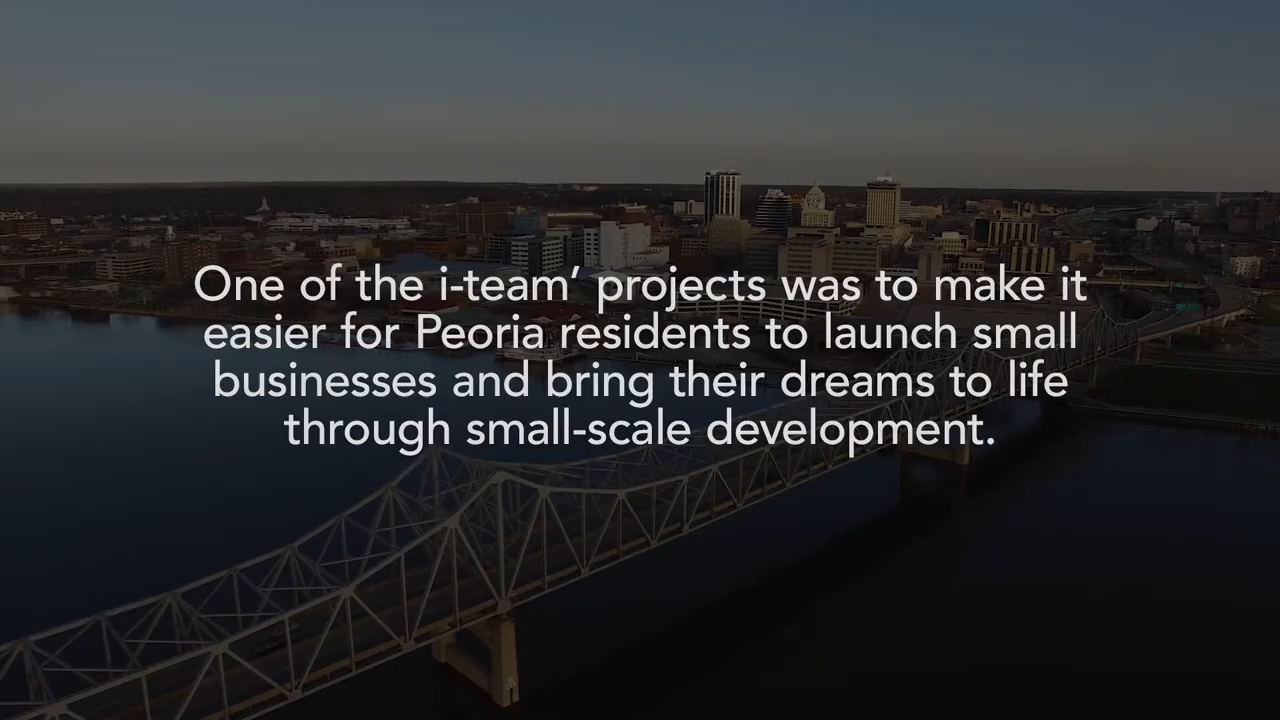 One of the i-team’ projects was to make it
easier for Peoria residents to launch small
businesses and bring their dreams to life
through small-scale development.